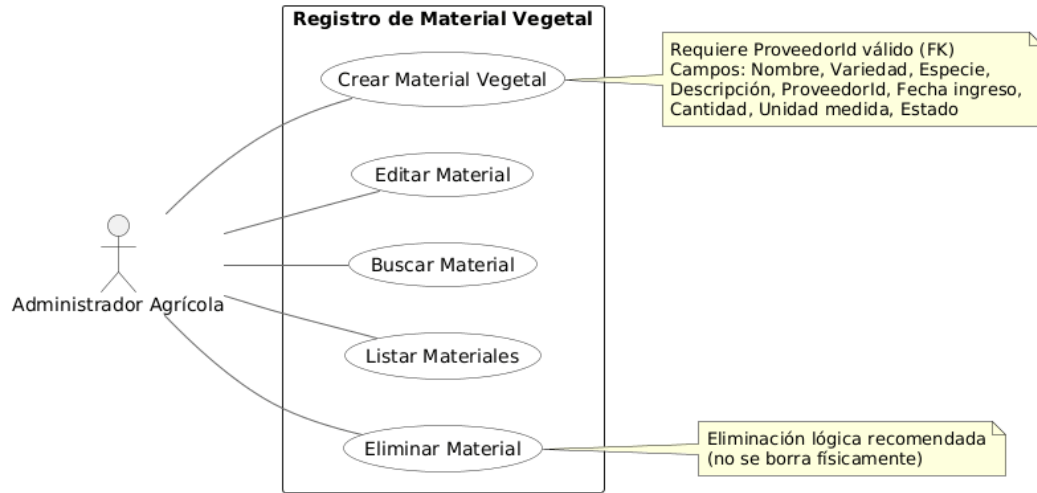 Registro de Material Vegetal
Crear Material Vegetal
Requiere ProveedorId válido (FK)
Campos: Nombre, Variedad, Especie,
Descripción, ProveedorId, Fecha ingreso,
Cantidad, Unidad medida, Estado
Editar Material
Buscar Material
Administrador Agrícola
Listar Materiales
Eliminar Material
Eliminación lógica recomendada
(no se borra físicamente)